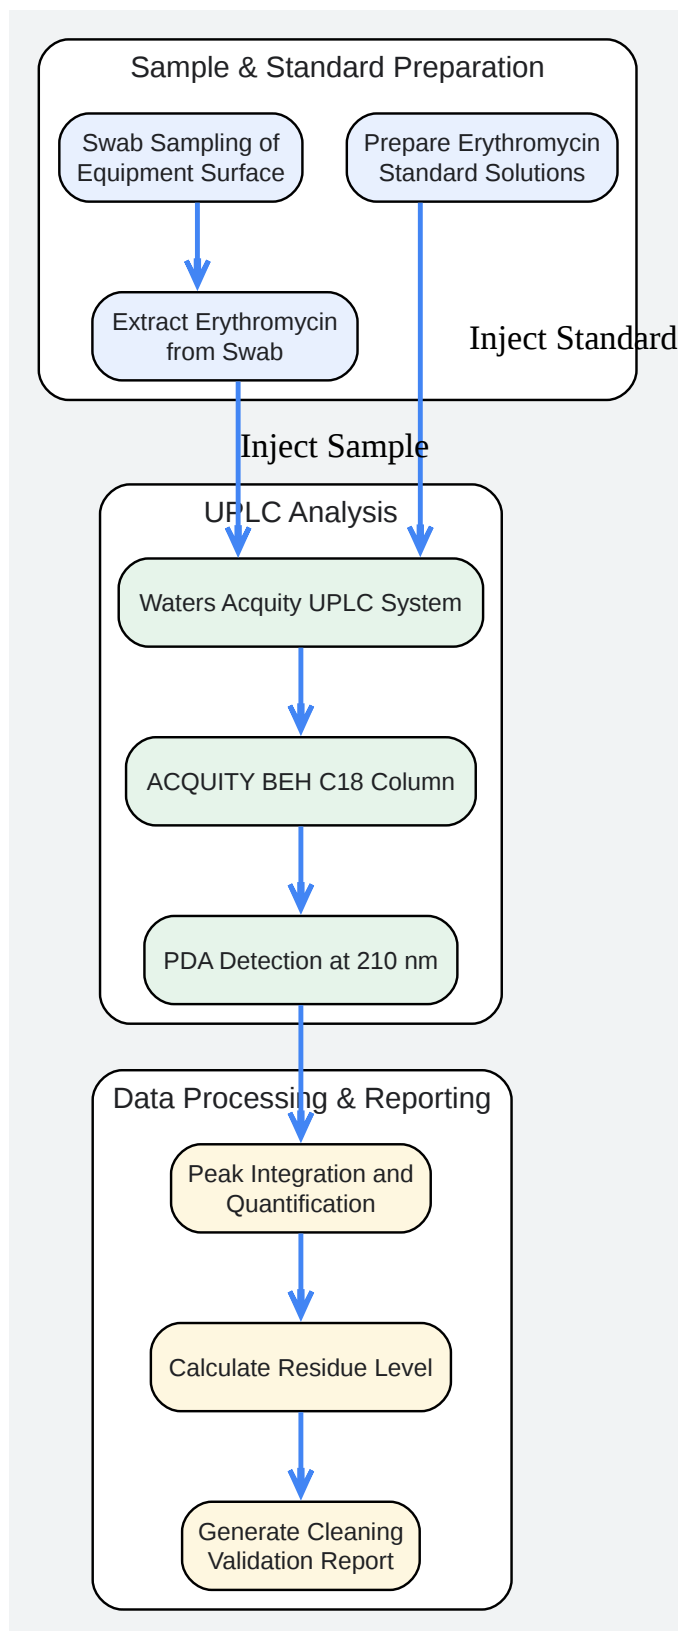 Sample & Standard Preparation
Swab Sampling of
Equipment Surface
Prepare Erythromycin
Standard Solutions
Extract Erythromycin
from Swab
Inject Standard
Inject Sample
UPLC Analysis
Waters Acquity UPLC System
ACQUITY BEH C18 Column
PDA Detection at 210 nm
Data Processing & Reporting
Peak Integration and
Quantification
Calculate Residue Level
Generate Cleaning
Validation Report